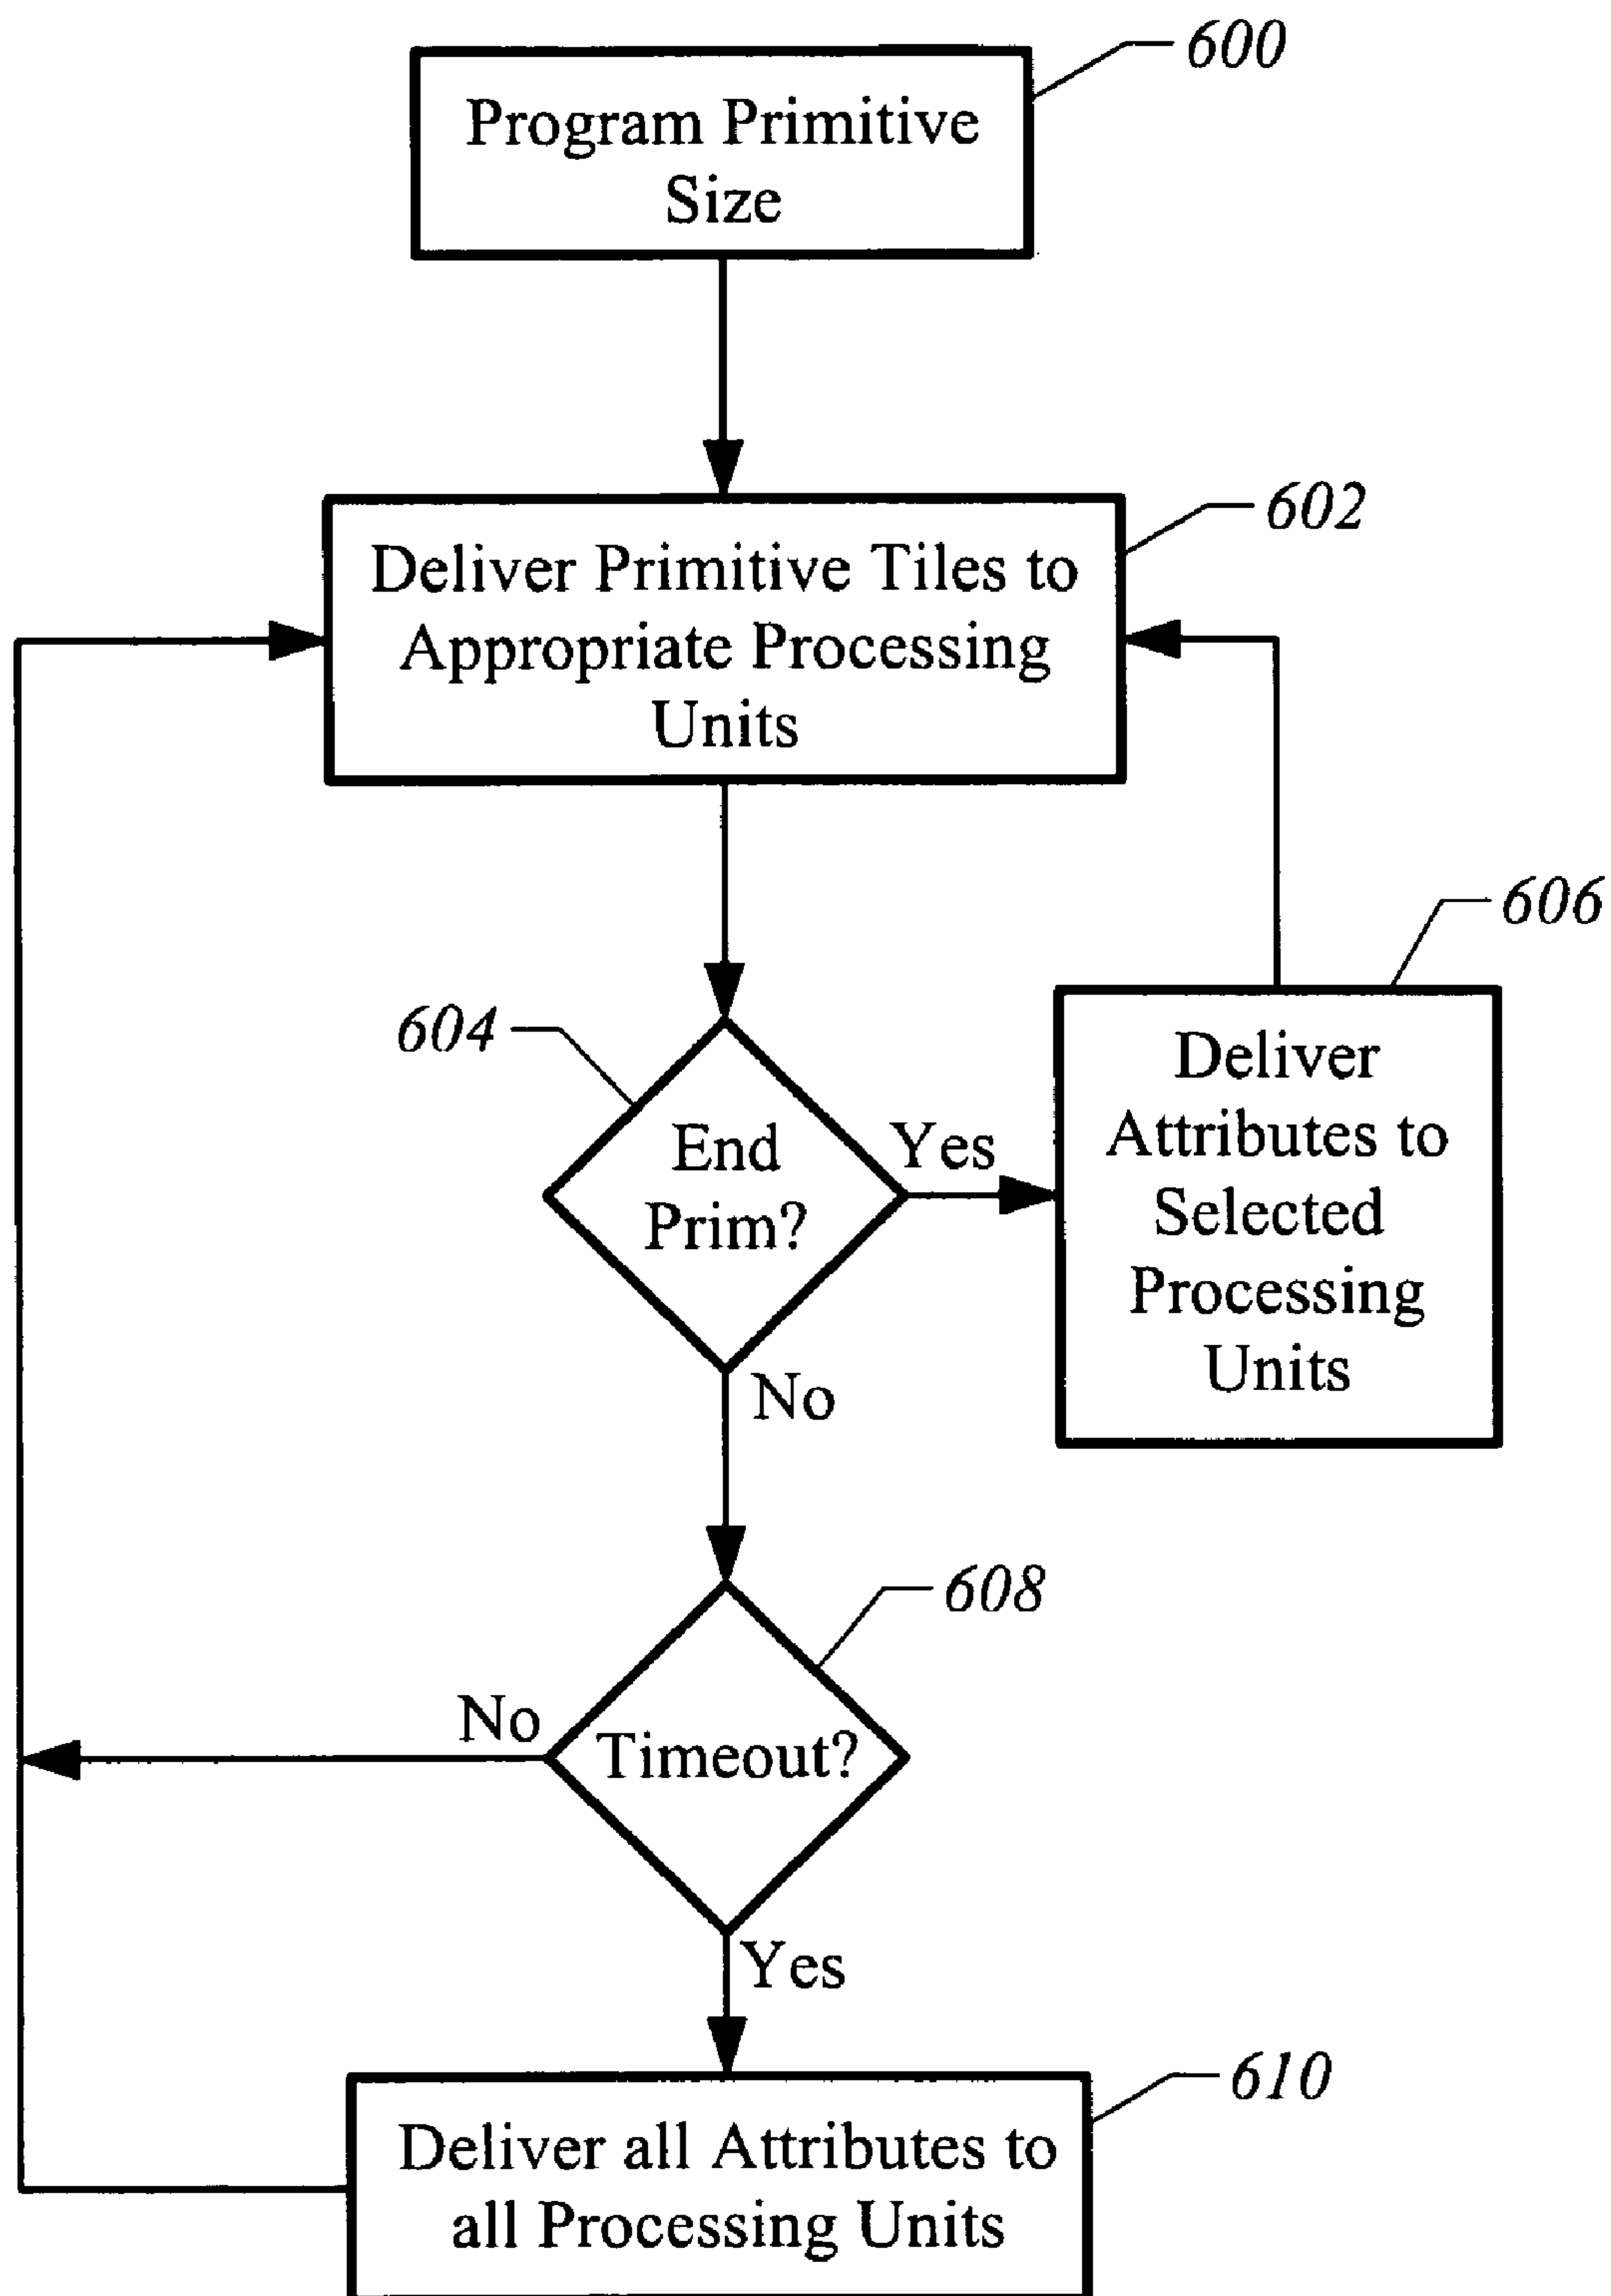 600
Program Primitive
Size
602
Deliver Primitive Tiles to
Appropriate Processing
Units
606
604
Deliver
Attributes to
Selected
Processing
Units
End
Prim?
Yes
No
608
No
Timeout?
Yes
610
Deliver all Attributes to
all Processing Units